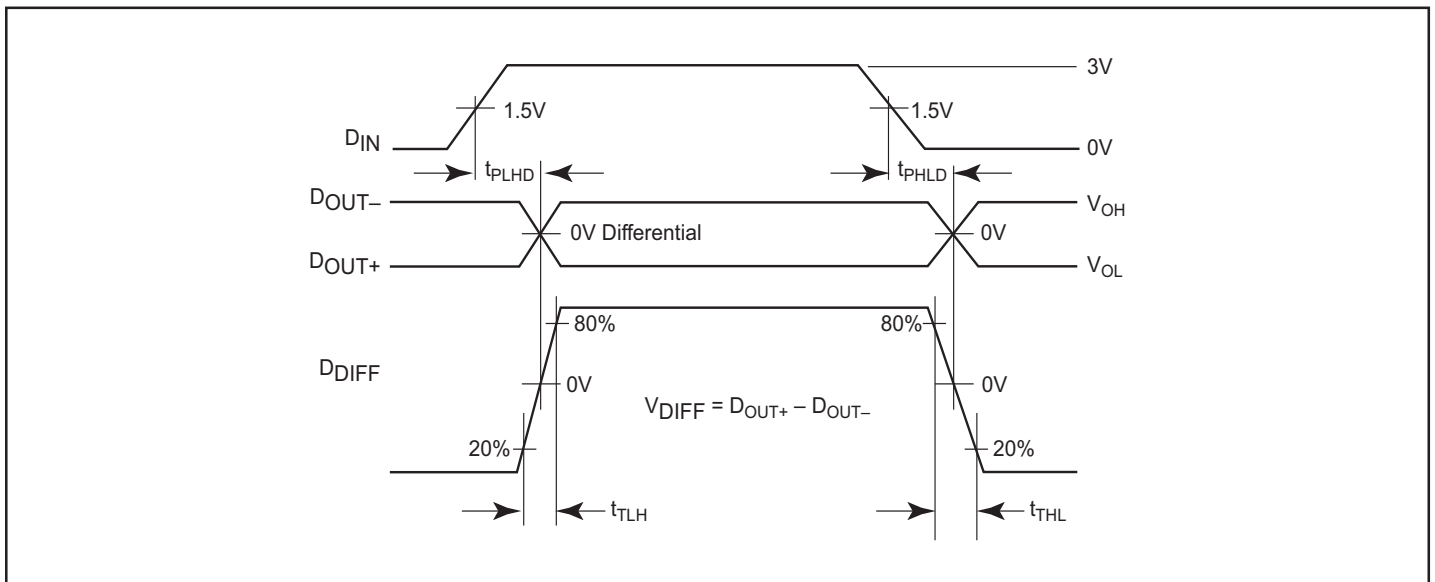 3V
1.5V 1.5V
DIN 0V
tPLHD tPHLD
DOUT– VOH
0V Differential 0V
DOUT+ VOL
80% 80%
DDIFF 0V 0V
VDIFF = DOUT+ – DOUT–
20% 20%
tTLH tTHL